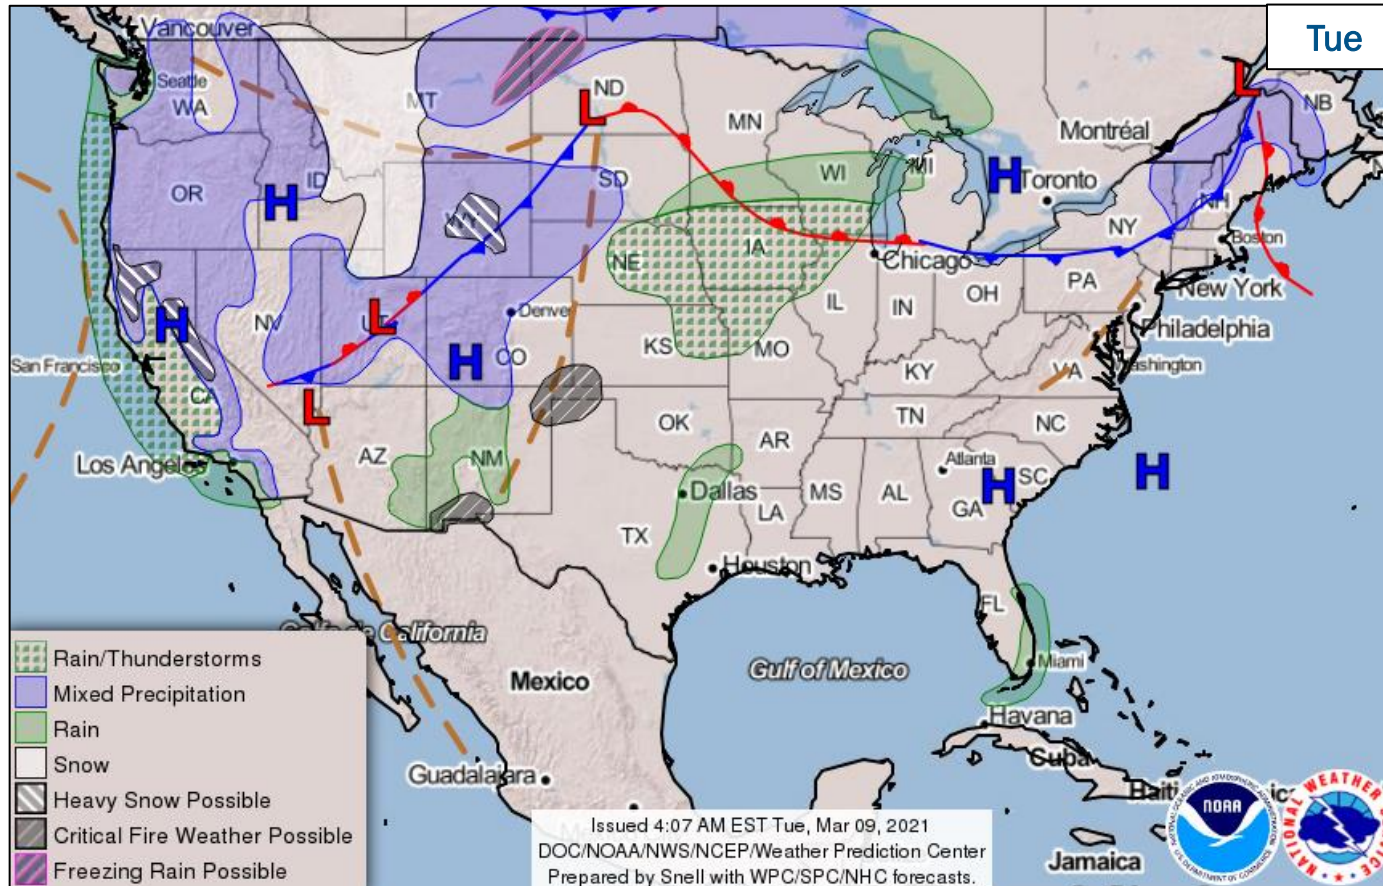 Tue
Vancouver
Seattle
WA
MT
ND
MN
Montréal
NB
OR
ID
SD
WI
MI
Toronto
NH
NY
Boston
WY
NE
IA
Chicago
PA
New York
NV
UT
Denver
CO
IL
IN
OH
Philadelphia
San Francisco
KS
MO
KY
VA
Washington
CA
OK
TN
NC
Los Angeles
AZ
NM
AR
Atlanta
SC
Dallas
MS
AL
GA
LA
TX
Houston
FL
Golfo de California
Miami
Mexico
Gulf of Mexico
Havana
Cuba
Guadalajara
Haiti
Jamaica
H
H
H
H
H
H
L
L
L
L
Rain/Thunderstorms
Mixed Precipitation
Rain
Snow
Heavy Snow Possible
Critical Fire Weather Possible
Freezing Rain Possible
Issued 4:07 AM EST Tue, Mar 09, 2021
DOC/NOAA/NWS/NCEP/Weather Prediction Center
Prepared by Snell with WPC/SPC/NHC forecasts.
NOAA
NATIONAL WEATHER